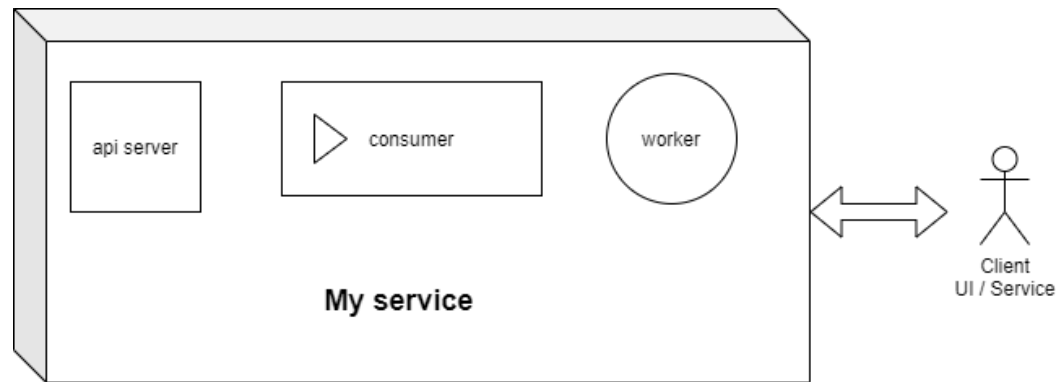 api server
consumer
worker
My service
Client
UI / Service